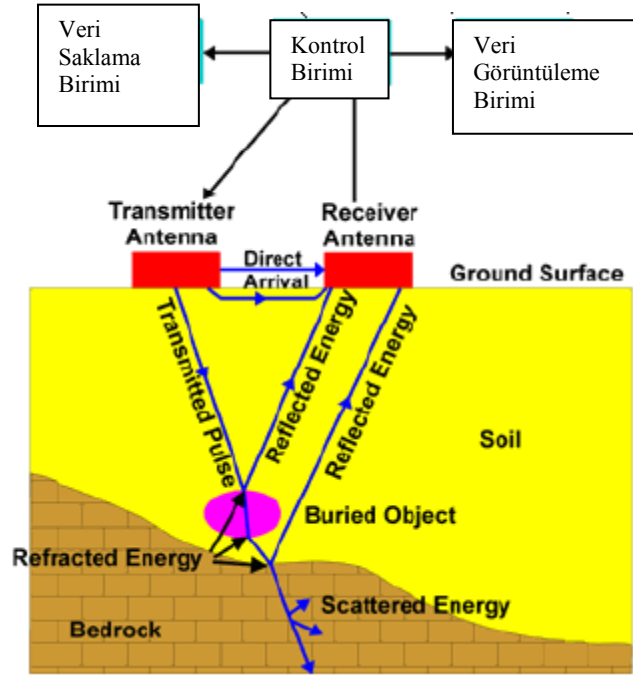 Veri
Saklama
Birimi
Kontrol
Birimi
Veri
Görüntüleme
Birimi
Transmitter
Antenna
Receiver
Antenna
Direct
Arrival
Ground Surface
Transmitted Pulse
Reflected Energy
Reflected Energy
Soil
Buried Object
Refracted Energy
Scattered Energy
Bedrock